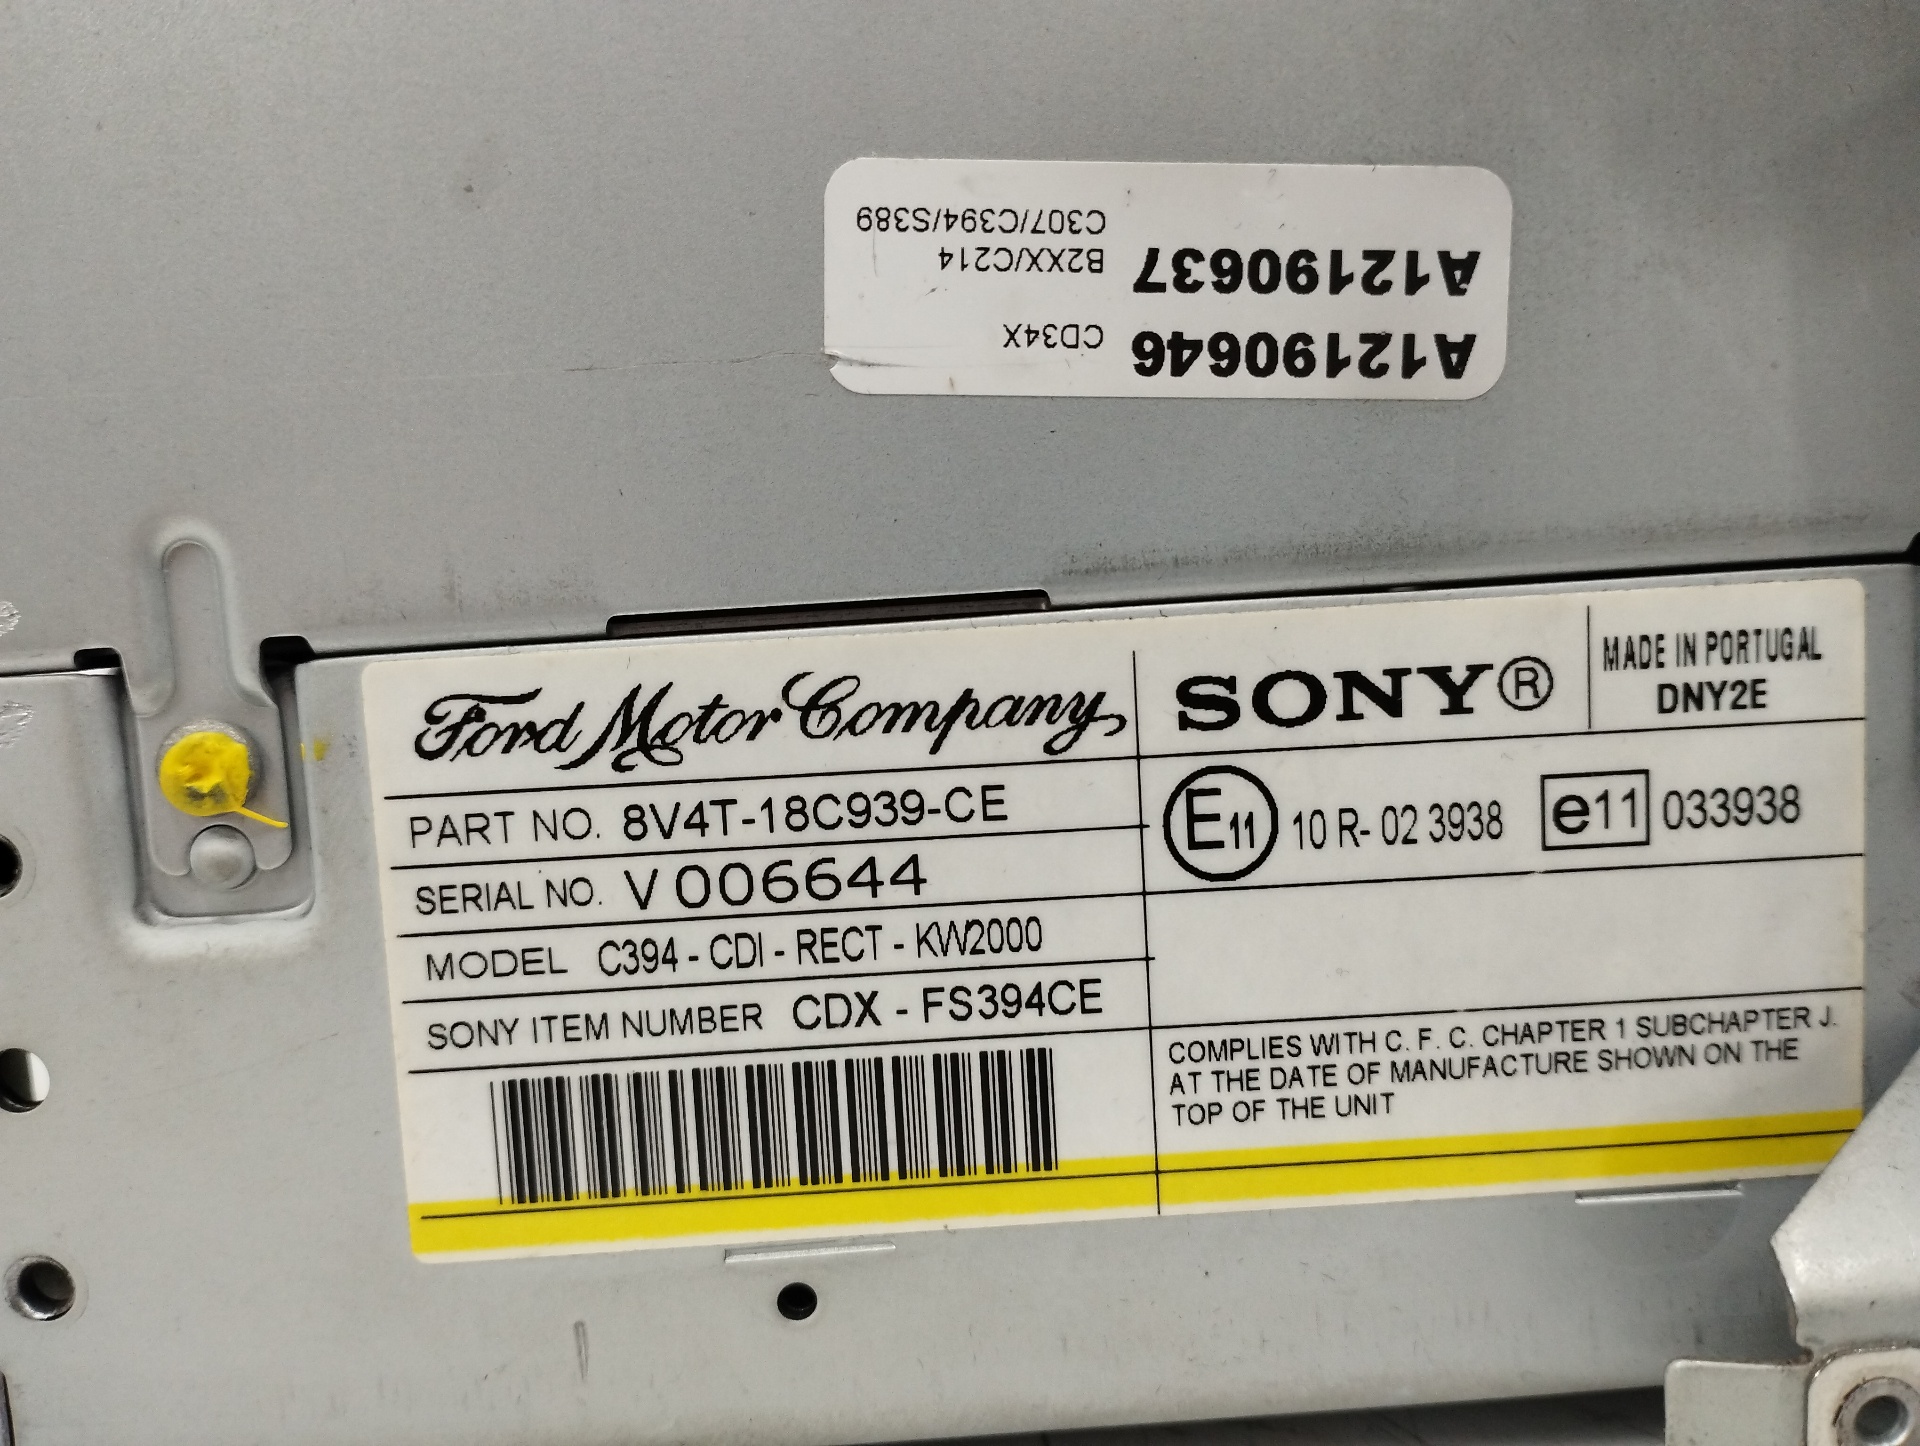 C307/C394/S389
B2XX/C214
A12190637
CD34X
A12190646
Ford Motor Company
SONY®
MADE IN PORTUGAL
DNY2E
PART NO. 8V4T-18C939-CE
E11 10 R- 02 3938 e11 033938
SERIAL NO. V 006644
MODEL C394 - CDI - RECT - KW2000
SONY ITEM NUMBER CDX - FS394CE
COMPLIES WITH C. F. C. CHAPTER 1 SUBCHAPTER J.
AT THE DATE OF MANUFACTURE SHOWN ON THE
TOP OF THE UNIT